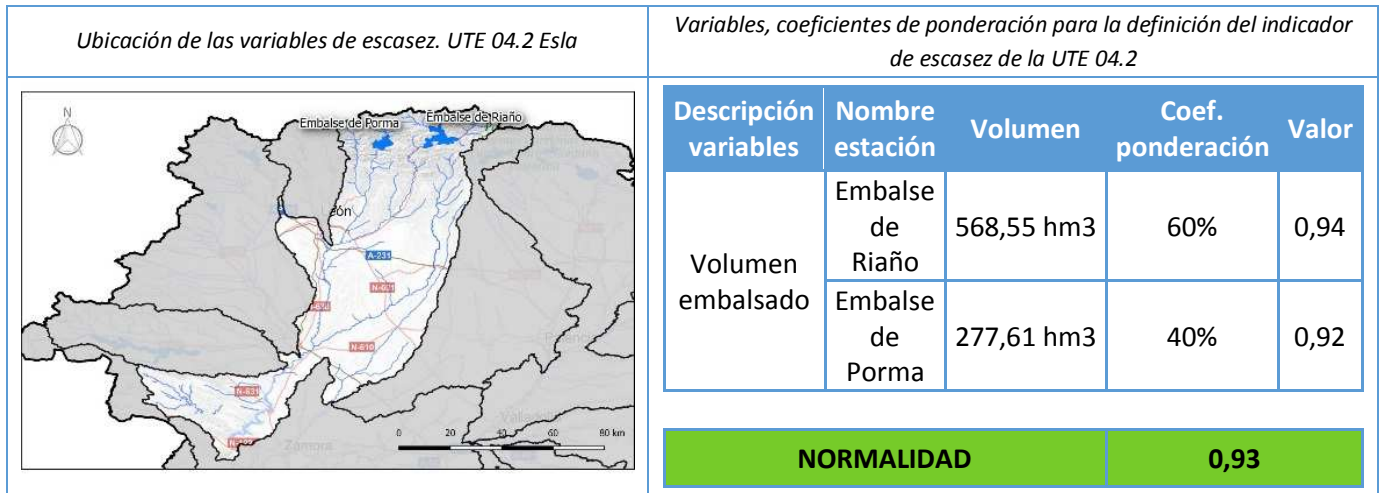 Ubicación de las variables de escasez. UTE 04.2 Esla
Variables, coeficientes de ponderación para la definición del indicador
de escasez de la UTE 04.2
N
Embalse de Porma
Embalse de Riaño
A-231
N-601
N-610
N-631
Zamora
0 20 40 60 80 km
Descripción
variables
Nombre
estación
Volumen
Coef.
ponderación
Valor
Volumen
embalsado
Embalse
de
Riaño
568,55 hm3
60%
0,94
Embalse
de
Porma
277,61 hm3
40%
0,92
NORMALIDAD
0,93